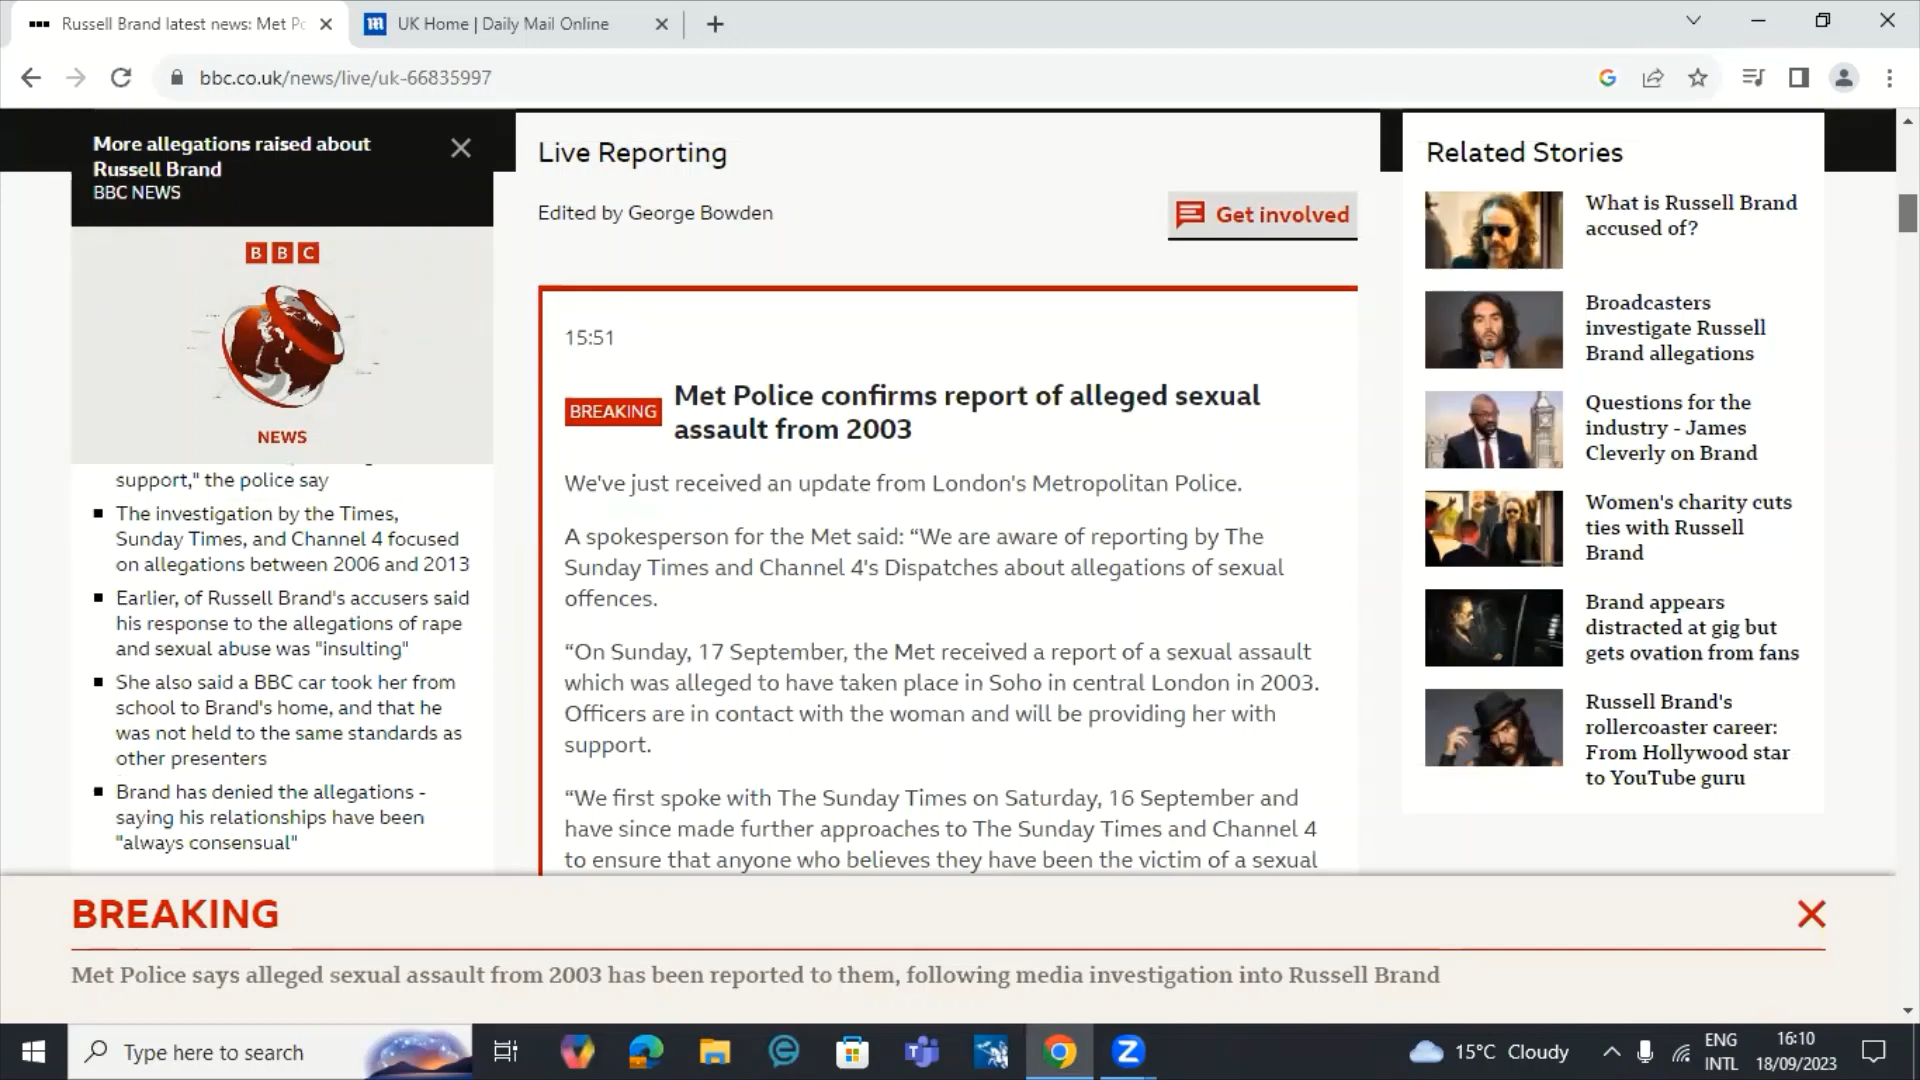 Russell Brand latest news: Met Po
UK Home | Daily Mail Online
bbc.co.uk/news/live/uk-66835997
More allegations raised about
Russell Brand
BBC NEWS
BBC
NEWS
support," the police say
The investigation by the Times,
Sunday Times, and Channel 4 focused
on allegations between 2006 and 2013
Earlier, of Russell Brand's accusers said
his response to the allegations of rape
and sexual abuse was "insulting"
She also said a BBC car took her from
school to Brand's home, and that he
was not held to the same standards as
other presenters
Brand has denied the allegations -
saying his relationships have been
"always consensual"
Live Reporting
Edited by George Bowden
Get involved
15:51
BREAKING
Met Police confirms report of alleged sexual
assault from 2003
We've just received an update from London's Metropolitan Police.
A spokesperson for the Met said: “We are aware of reporting by The
Sunday Times and Channel 4's Dispatches about allegations of sexual
offences.
“On Sunday, 17 September, the Met received a report of a sexual assault
which was alleged to have taken place in Soho in central London in 2003.
Officers are in contact with the woman and will be providing her with
support.
“We first spoke with The Sunday Times on Saturday, 16 September and
have since made further approaches to The Sunday Times and Channel 4
to ensure that anyone who believes they have been the victim of a sexual
Related Stories
What is Russell Brand
accused of?
Broadcasters
investigate Russell
Brand allegations
Questions for the
industry - James
Cleverly on Brand
Women's charity cuts
ties with Russell
Brand
Brand appears
distracted at gig but
gets ovation from fans
Russell Brand's
rollercoaster career:
From Hollywood star
to YouTube guru
BREAKING
Met Police says alleged sexual assault from 2003 has been reported to them, following media investigation into Russell Brand
Type here to search
15°C Cloudy
ENG
INTL
16:10
18/09/2023